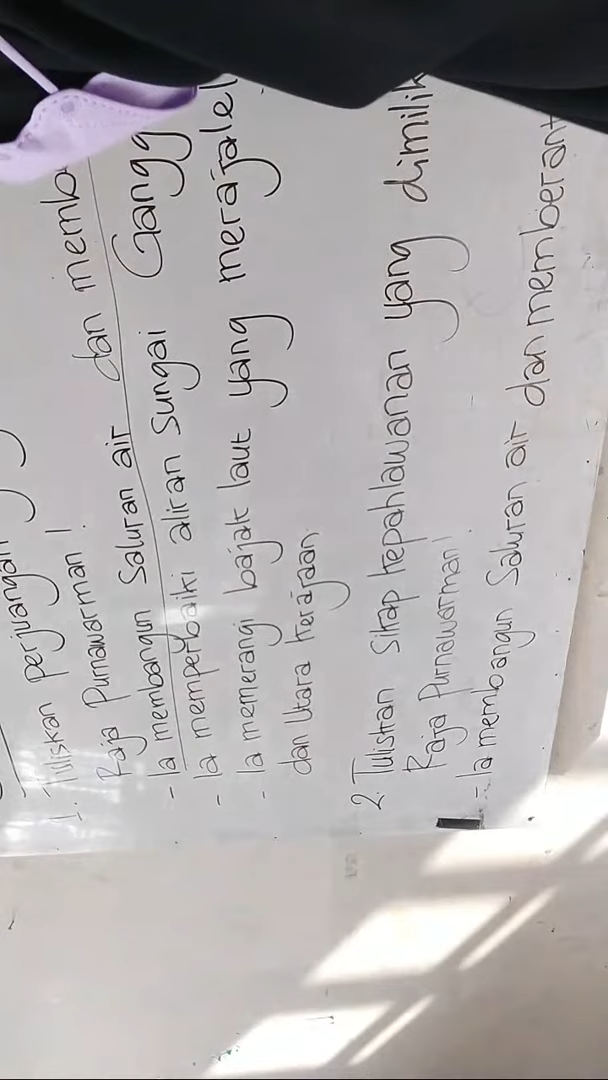 1. Tuliskan perjuangan
Raja Purnawarman!
- Ia membangun Saluran air dan memb
- Ia memperbaiki aliran Sungai Gangg
- Ia memerangi bajak laut yang merajalel
dan Utara kerajaan.
2. Tuliskan Sikap kepahlawanan yang dimilik
Raja Purnawarman!
- Ia membangun Saluran air dan memberant